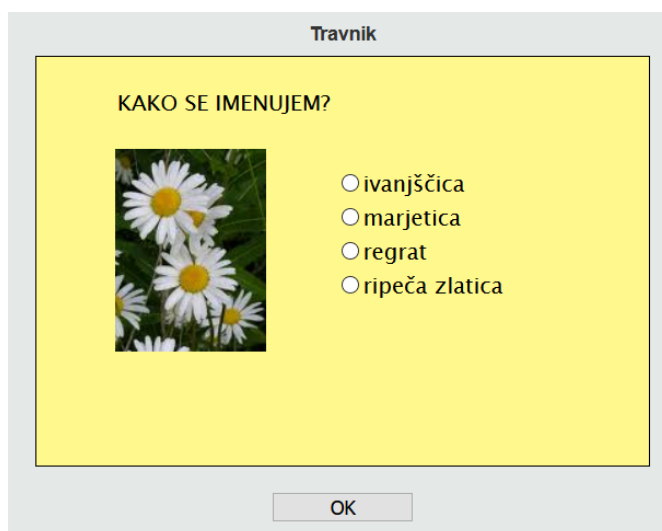 Travnik
KAKO SE IMENUJEM?
ivanjščica
marjetica
regrat
ripeča zlatica
OK